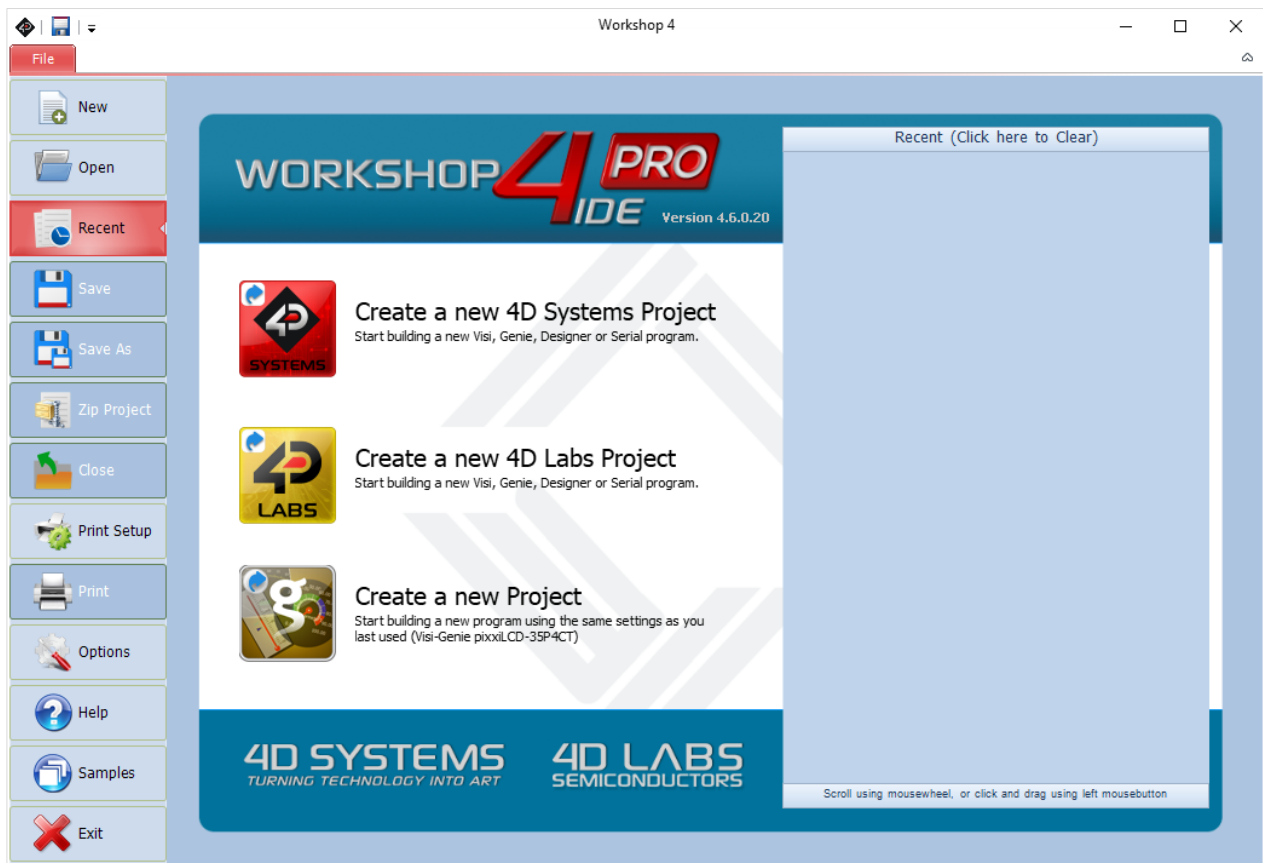 Workshop 4
File
New
Open
Recent
Save
Save As
Zip Project
Close
Print Setup
Print
Options
Help
Samples
Exit
WORKSHOP 4 PRO
IDE Version 4.6.0.20
4D
SYSTEMS
Create a new 4D Systems Project
Start building a new Visi, Genie, Designer or Serial program.
4D
LABS
Create a new 4D Labs Project
Start building a new Visi, Genie, Designer or Serial program.
g
Create a new Project
Start building a new program using the same settings as you
last used (Visi-Genie pixxiLCD-35P4CT)
4D SYSTEMS
TURNING TECHNOLOGY INTO ART
4D LABS
SEMICONDUCTORS
Recent (Click here to Clear)
Scroll using mousewheel, or click and drag using left mousebutton